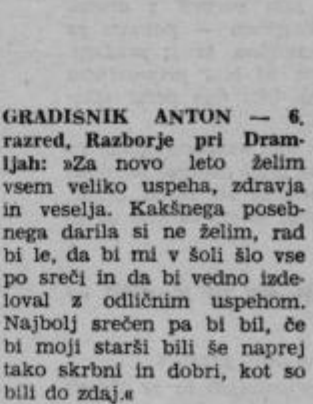 GRADISNIK ANTON — 6.
razred, Razborje pri Dram-
ljah: »Za novo leto želim
vsem veliko uspeha, zdravja
in veselja. Kakšnega poseb-
nega darila si ne želim, rad
bi le, da bi mi v šoli šlo vse
po sreči in da bi vedno izde-
loval z odličnim uspehom.
Najbolj srečen pa bi bil, če
bi moji starši bili še naprej
tako skrbni in dobri, kot so
bili do zdaj.«